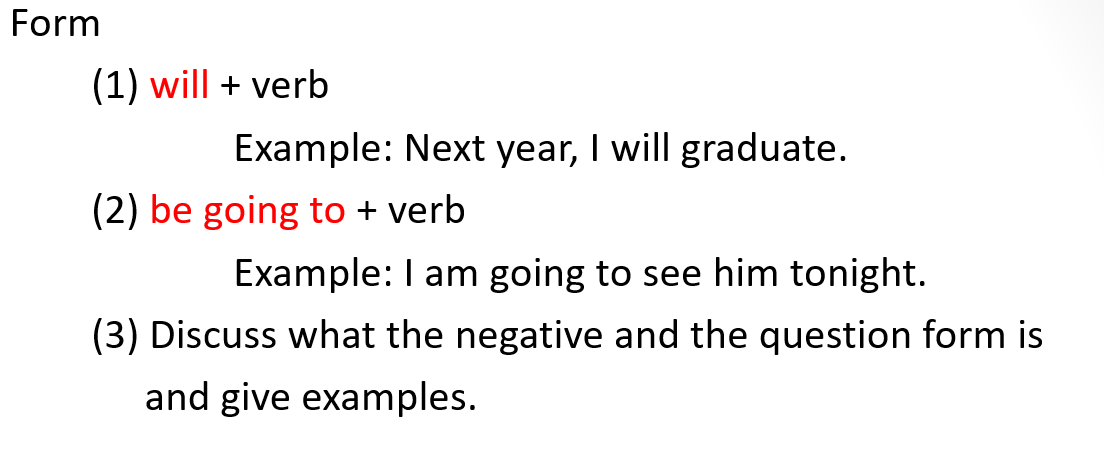 Form
(1) will + verb
Example: Next year, I will graduate.
(2) be going to + verb
Example: I am going to see him tonight.
(3) Discuss what the negative and the question form is
and give examples.